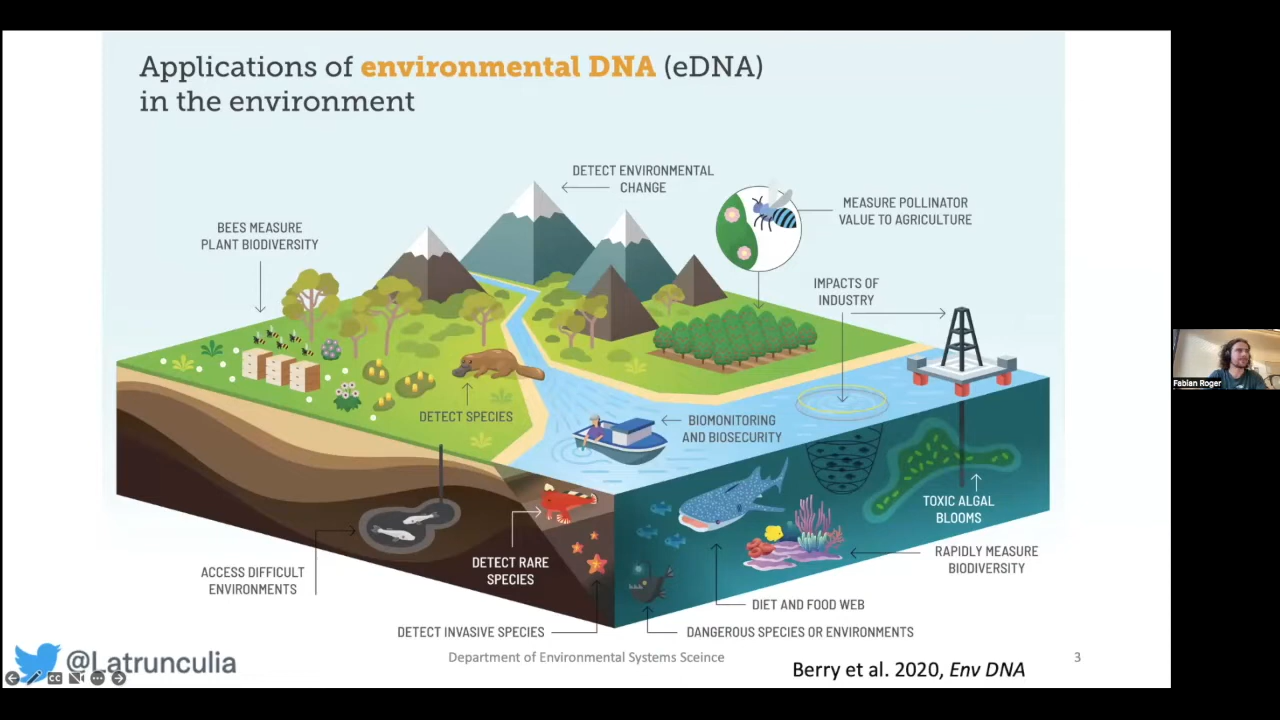 Applications of environmental DNA (eDNA)
in the environment
DETECT ENVIRONMENTAL
CHANGE
MEASURE POLLINATOR
VALUE TO AGRICULTURE
BEES MEASURE
PLANT BIODIVERSITY
IMPACTS OF
INDUSTRY
DETECT SPECIES
BIOMONITORING
AND BIOSECURITY
TOXIC ALGAL
BLOOMS
DETECT RARE
SPECIES
RAPIDLY MEASURE
BIODIVERSITY
ACCESS DIFFICULT
ENVIRONMENTS
DIET AND FOOD WEB
DETECT INVASIVE SPECIES
DANGEROUS SPECIES OR ENVIRONMENTS
@Latrunculia
CC
Department of Environmental Systems Sceince
Berry et al. 2020, Env DNA
3
Fabian Roger